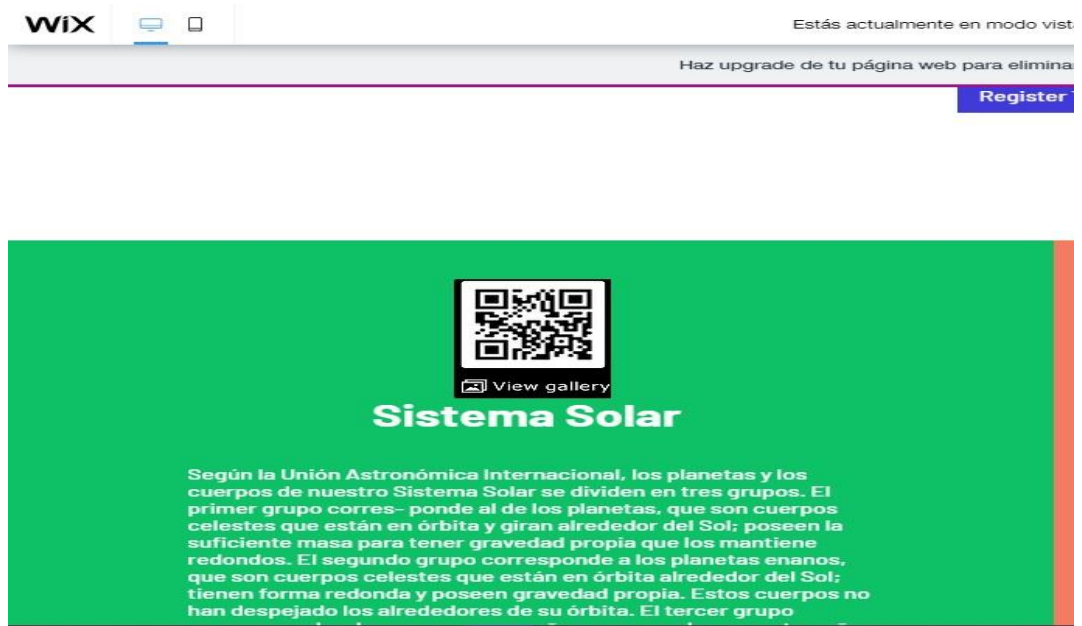 WiX
Estás actualmente en modo vist
Haz upgrade de tu página web para elimina
Register
View gallery
Sistema Solar
Según la Unión Astronómica Internacional, los planetas y los
cuerpos de nuestro Sistema Solar se dividen en tres grupos. El
primer grupo corres- ponde al de los planetas, que son cuerpos
celestes que están en órbita y giran alrededor del Sol; poseen la
suficiente masa para tener gravedad propia que los mantiene
redondos. El segundo grupo corresponde a los planetas enanos,
que son cuerpos celestes que están en órbita alrededor del Sol;
tienen forma redonda y poseen gravedad propia. Estos cuerpos no
han despejado los alrededores de su órbita. El tercer grupo